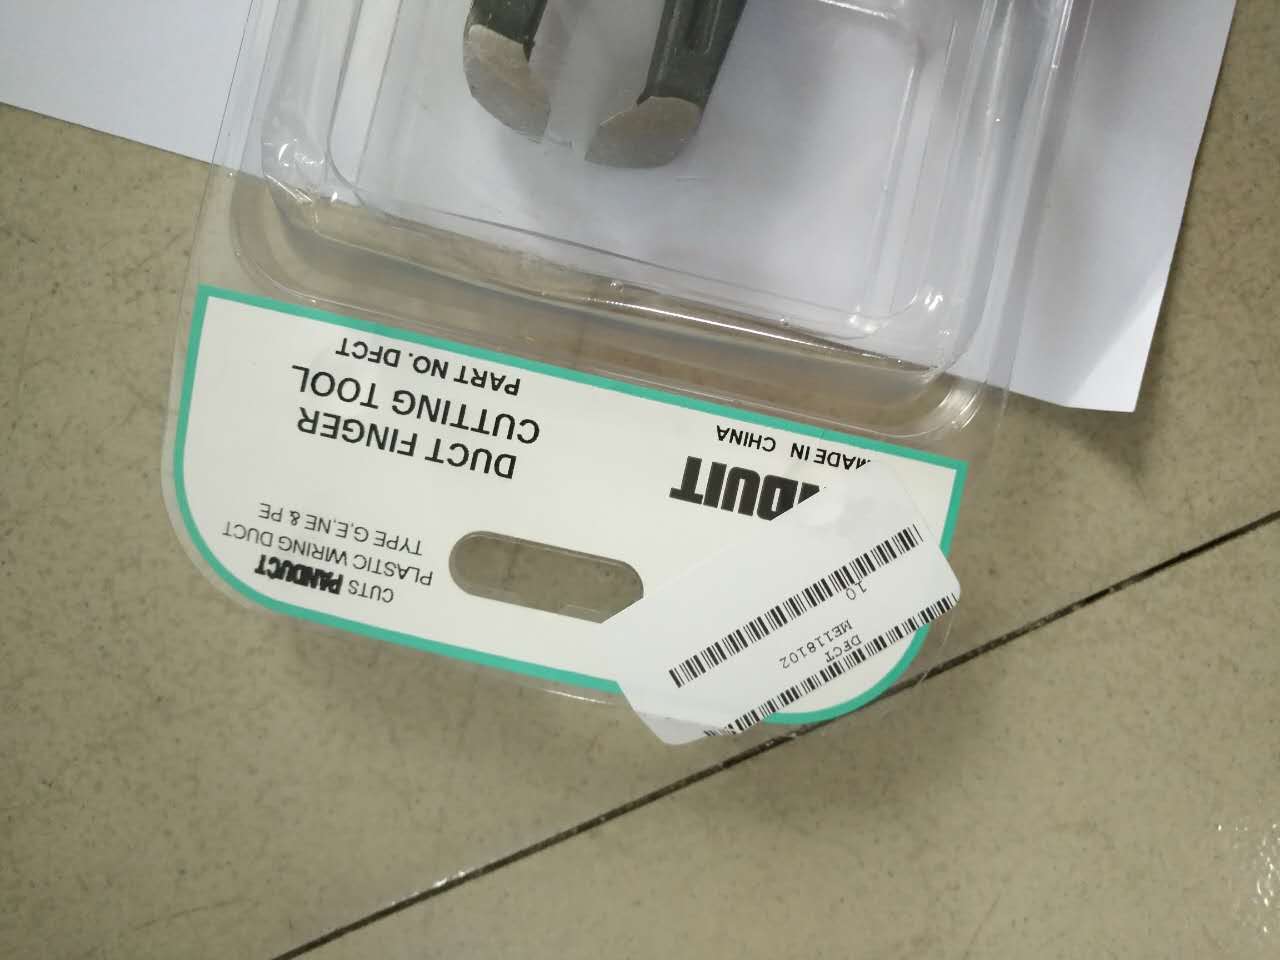 CUTS PANDUCT
PLASTIC WIRING DUCT
TYPE G,E,NE & PE
DUCT FINGER
CUTTING TOOL
PART NO. DFCT
DUIT
MADE IN CHINA
DFCT
ME118102
10